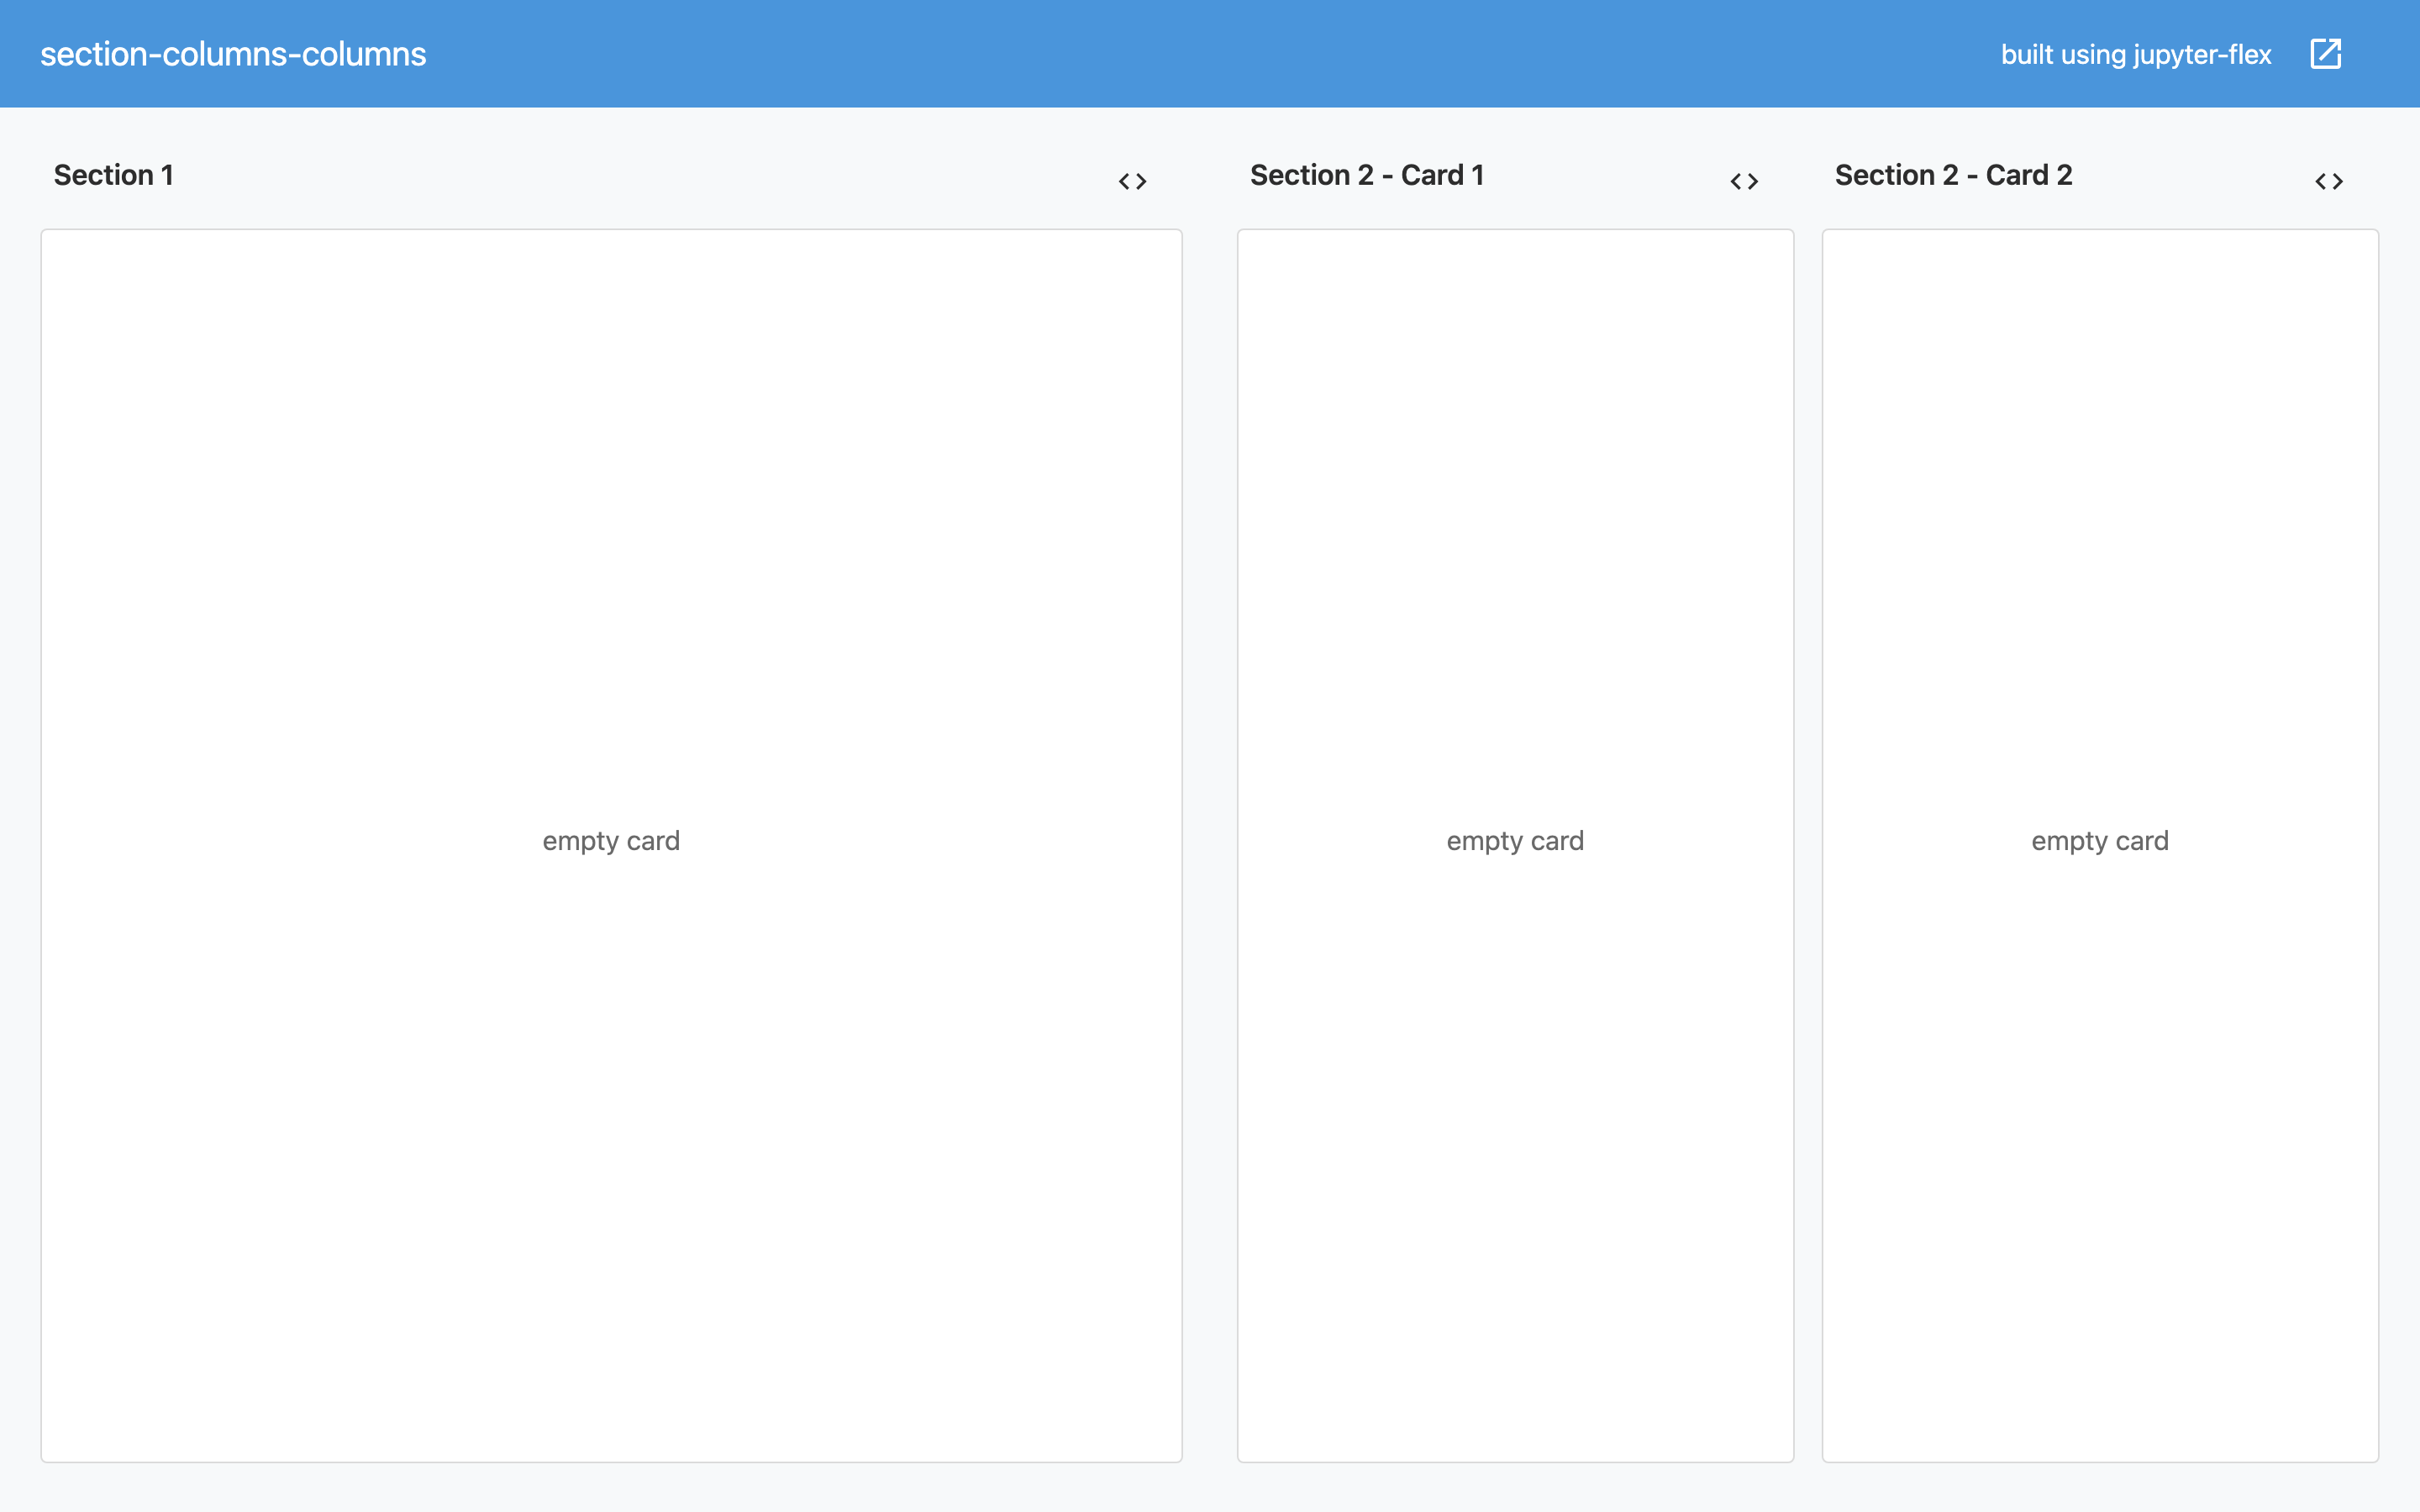 section-columns-columns
built using jupyter-flex
Section 1
Section 2 - Card 1
Section 2 - Card 2
empty card
empty card
empty card